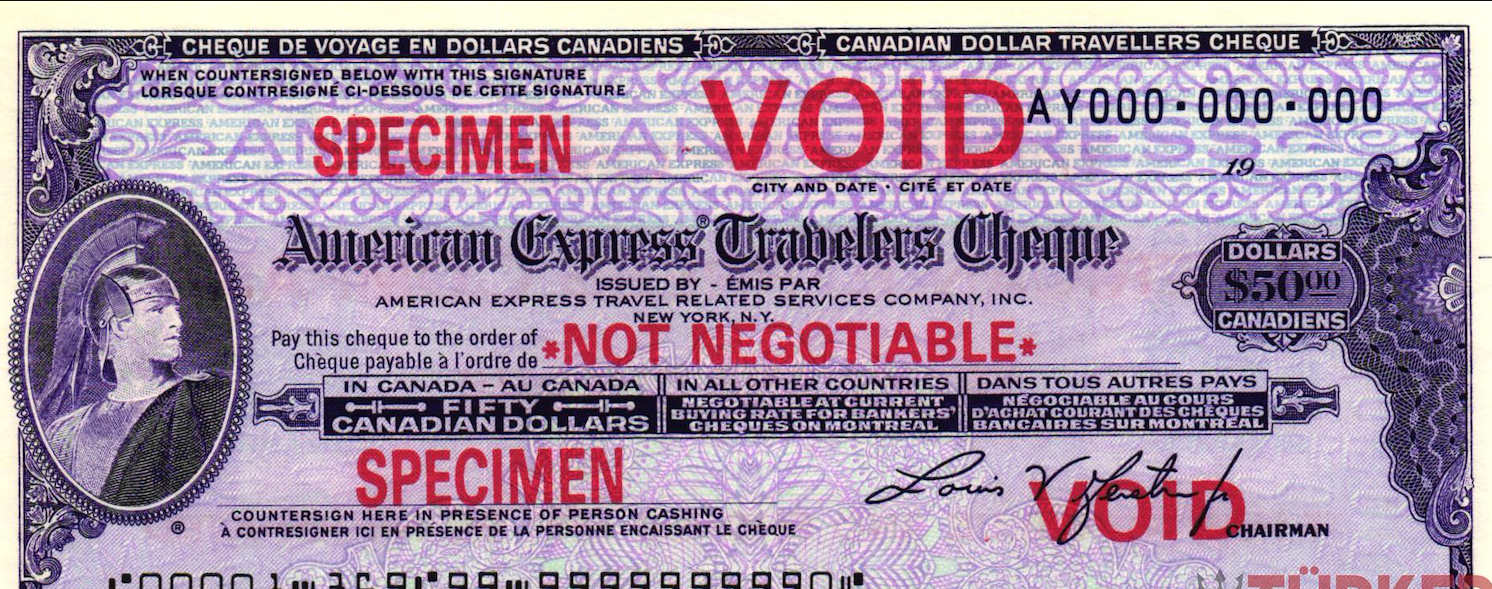 CHEQUE DE VOYAGE EN DOLLARS CANADIENS
CANADIAN DOLLAR TRAVELLERS CHEQUE
WHEN COUNTERSIGNED BELOW WITH THIS SIGNATURE
LORSQUE CONTRESIGNÉ CI-DESSOUS DE CETTE SIGNATURE
VOID
AY000·000·000
SPECIMEN
19
CITY AND DATE · CITÉ ET DATE
AMERICAN EXPRESS
American Express® Travelers Cheque
DOLLARS
$50⁰⁰
CANADIENS
ISSUED BY - ÉMIS PAR
AMERICAN EXPRESS TRAVEL RELATED SERVICES COMPANY, INC.
NEW YORK, N.Y.
Pay this cheque to the order of
Chèque payable à l'ordre de
*NOT NEGOTIABLE*
IN CANADA – AU CANADA
FIFTY
CANADIAN DOLLARS
IN ALL OTHER COUNTRIES
NEGOTIABLE AT CURRENT
BUYING RATE FOR BANKERS'
CHEQUES ON MONTREAL
DANS TOUS AUTRES PAYS
NÉGOCIABLE AU COURS
D'ACHAT COURANT DES CHÈQUES
BANCAIRES SUR MONTRÉAL
SPECIMEN
VOID
CHAIRMAN
COUNTERSIGN HERE IN PRESENCE OF PERSON CASHING
À CONTRESIGNER ICI EN PRÉSENCE DE LA PERSONNE ENCAISSANT LE CHÈQUE
®